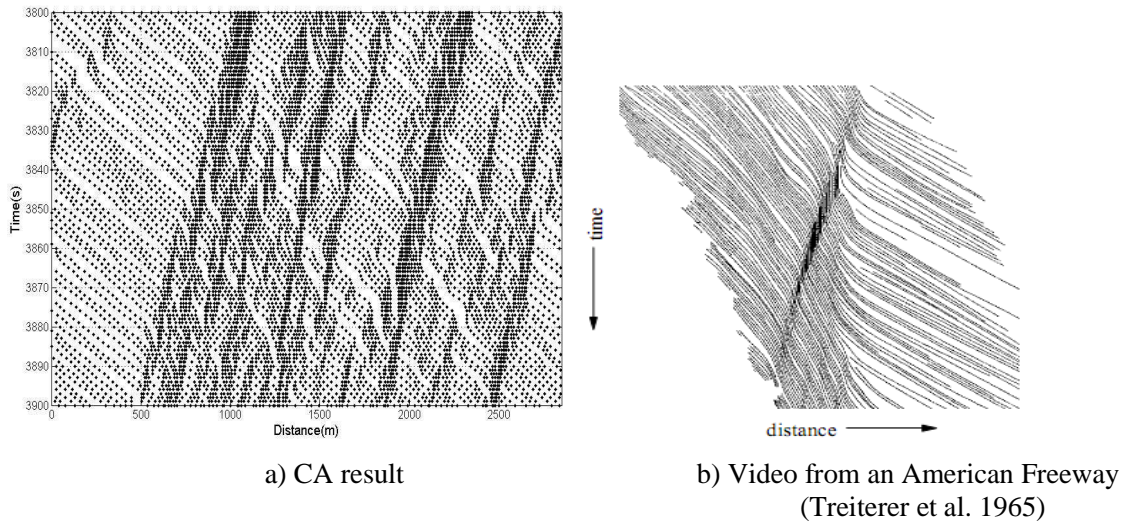 3800
3810
3820
3830
3840
3850
3860
3870
3880
3890
3900
Time(s)
0 500 1000 1500 2000 2500
Distance(m)
time
distance
a) CA result
b) Video from an American Freeway
(Treiterer et al. 1965)